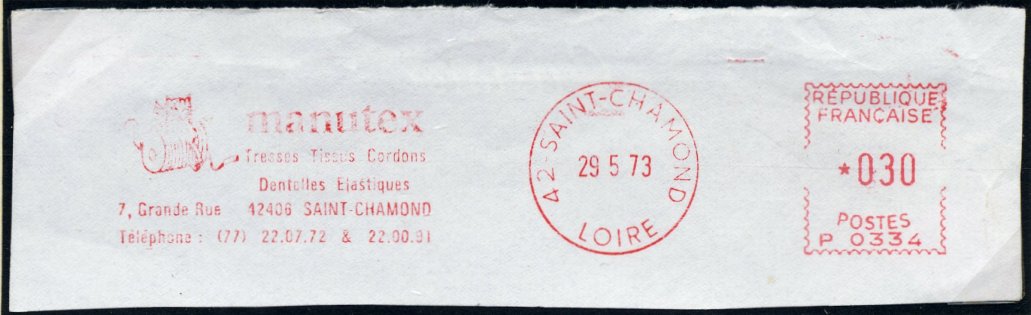 manutex
Tresses Tissus Cordons
Dentelles Elastiques
7, Grande Rue 42406 SAINT-CHAMOND
Téléphone : (77) 22.07.72 & 22.00.91
42-SAINT-CHAMOND
29 5 73
LOIRE
RÉPUBLIQUE
FRANÇAISE
*030
POSTES
P 0334